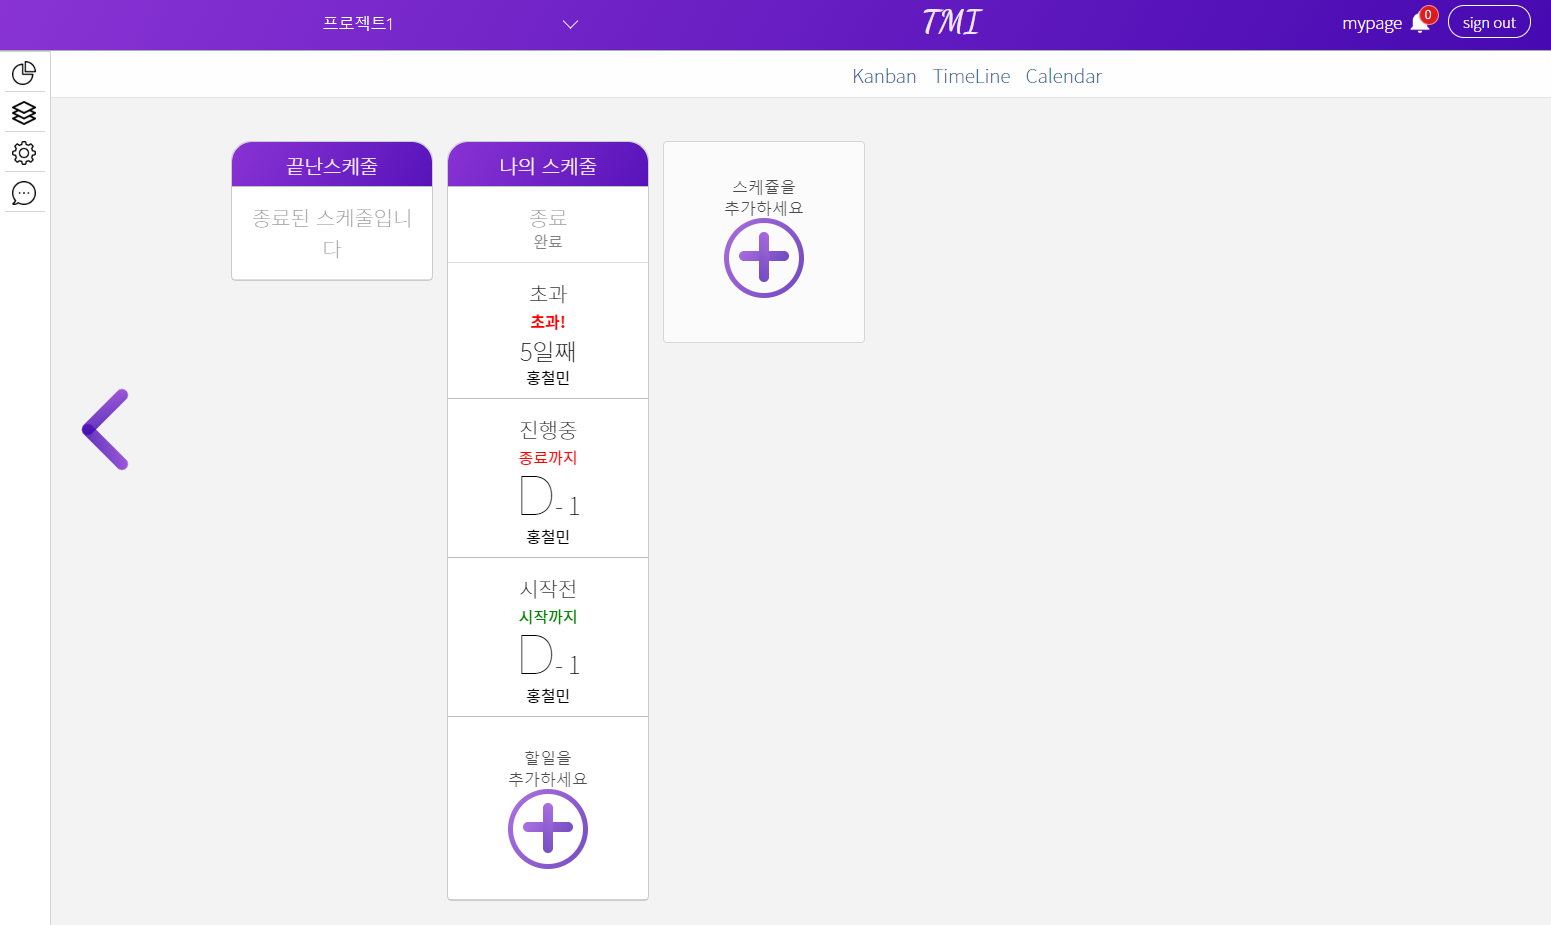 프로젝트1
TMI
mypage
0
sign out
Kanban TimeLine Calendar
끝난스케줄
종료된 스케줄입니
다
나의 스케줄
종료
완료
초과
초과!
5일째
홍철민
진행중
종료까지
D- 1
홍철민
시작전
시작까지
D- 1
홍철민
할일을
추가하세요
스케쥴을
추가하세요